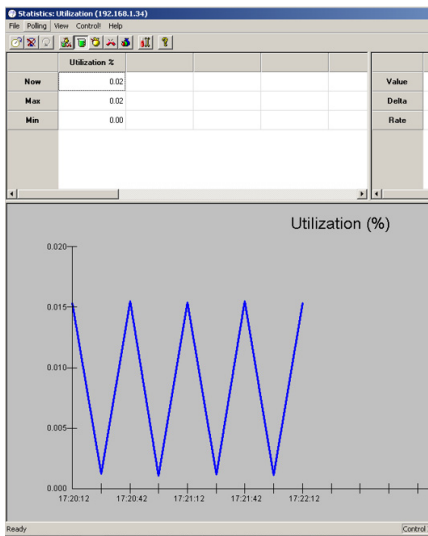 Statistics: Utilization (192.168.1.34)
File Polling View Control! Help
Utilization %
Now 0.02
Max 0.02
Min 0.00
Value
Delta
Rate
Utilization (%)
0.020
0.015
0.010
0.005
0.000
17:20:12 17:20:42 17:21:12 17:21:42 17:22:12
Ready Control